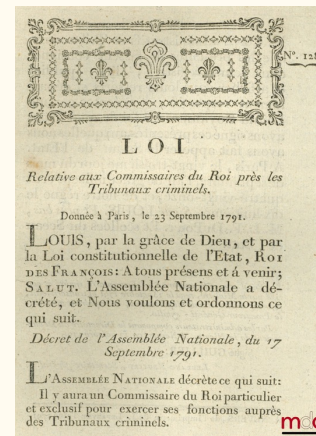 N°. 128
LOI
Relative aux Commissaires du Roi près les
Tribunaux criminels.
Donnée à Paris, le 23 Septembre 1791.
LOUIS, par la grâce de Dieu, et par
la Loi constitutionnelle de l'Etat, ROI
DES FRANÇOIS: A tous présens et á venir;
SALUT. L'Assemblée Nationale a dé-
crété, et Nous voulons et ordonnons ce
qui suit.
Décret de l'Assemblée Nationale, du 17
Septembre 1791.
L'ASSEMBLÉE NATIONALE décrète ce qui suit:
Il y aura un Commissaire du Roi particulier
et exclusif pour exercer ses fonctions auprès
des Tribunaux criminels.